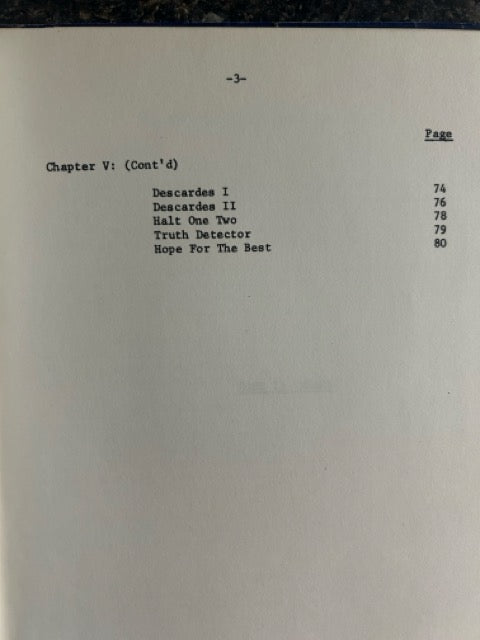 -3-
Page
Chapter V: (Cont'd)
Descardes I 74
Descardes II 76
Halt One Two 78
Truth Detector 79
Hope For The Best 80